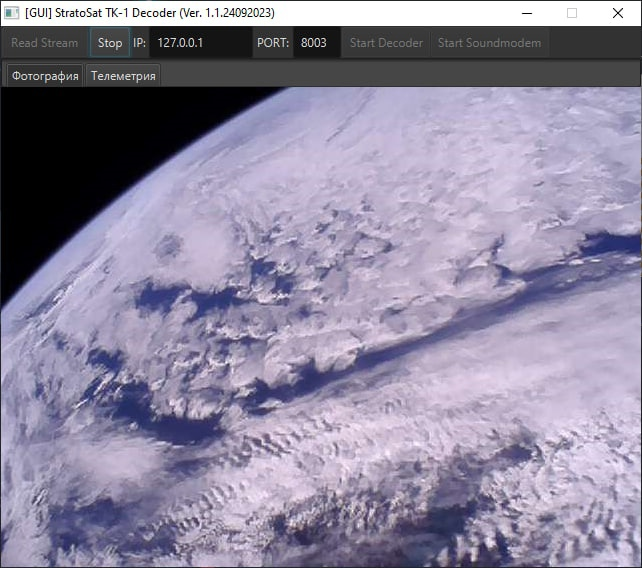 [GUI] StratoSat TK-1 Decoder (Ver. 1.1.24092023)
Read Stream Stop IP: 127.0.0.1 PORT: 8003 Start Decoder Start Soundmodem
Фотография Телеметрия